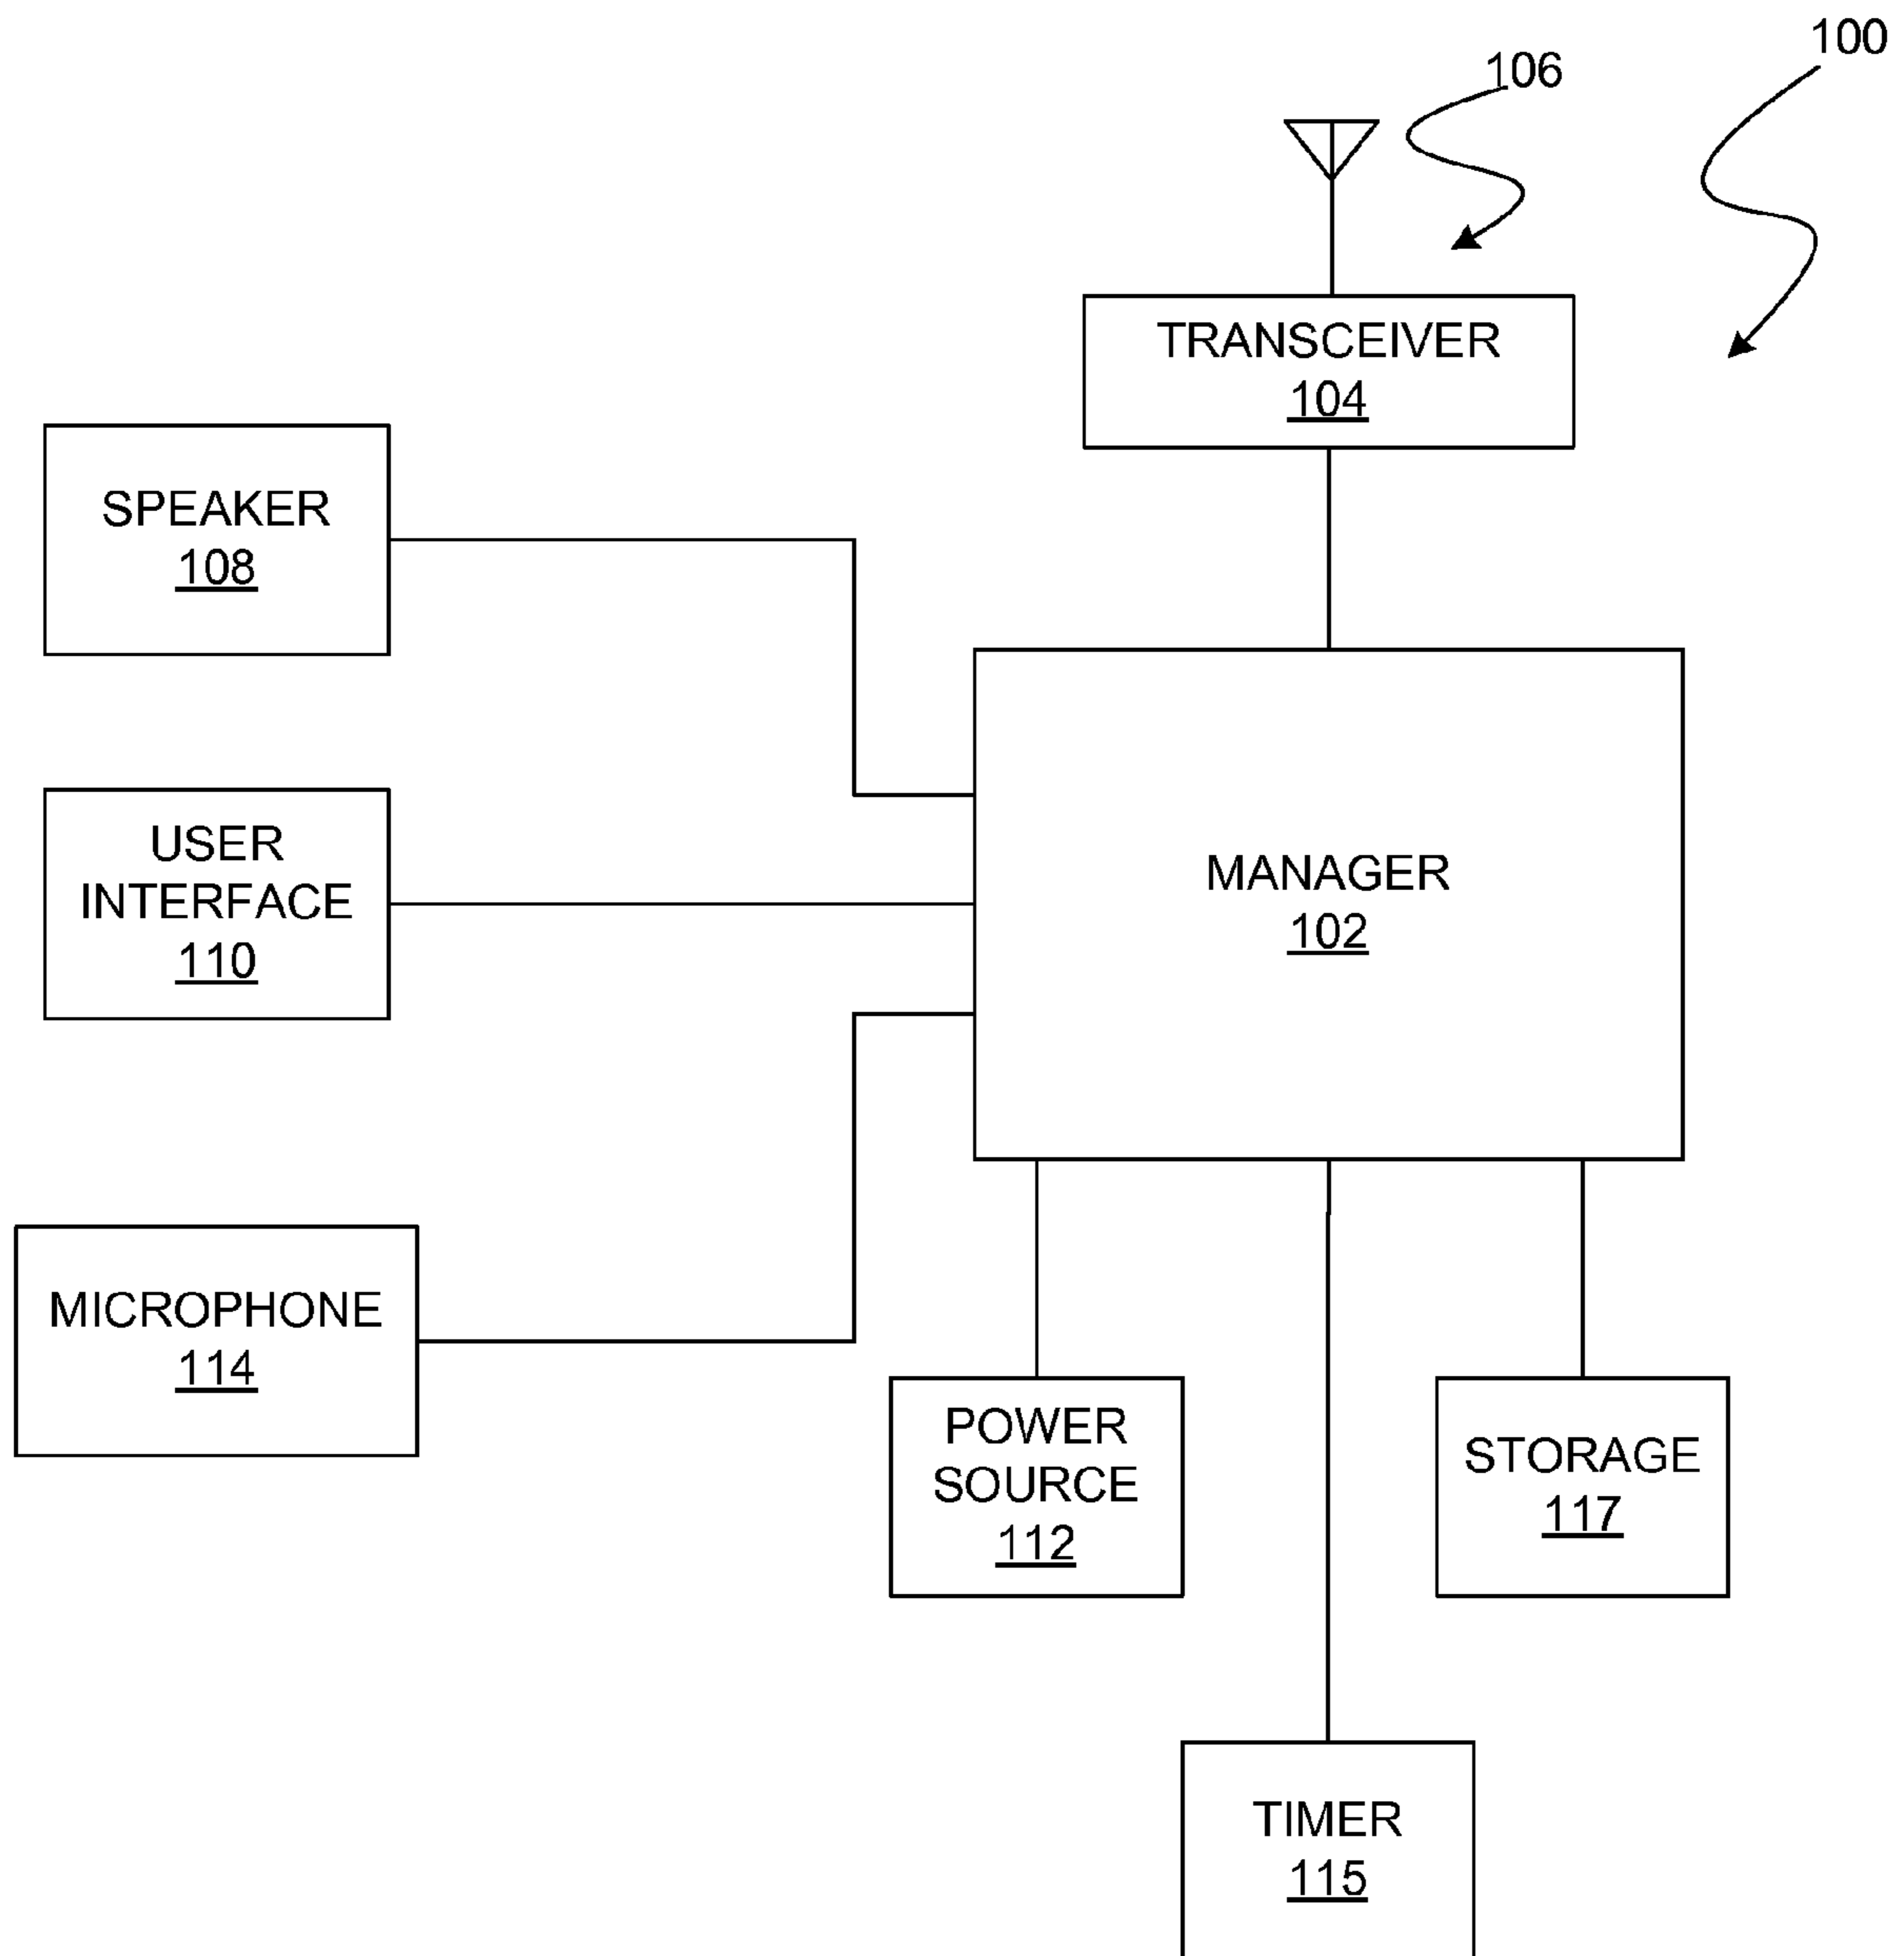 100
106
TRANSCEIVER
104
SPEAKER
108
USER
INTERFACE
110
MANAGER
102
MICROPHONE
114
POWER
SOURCE
112
STORAGE
117
TIMER
115